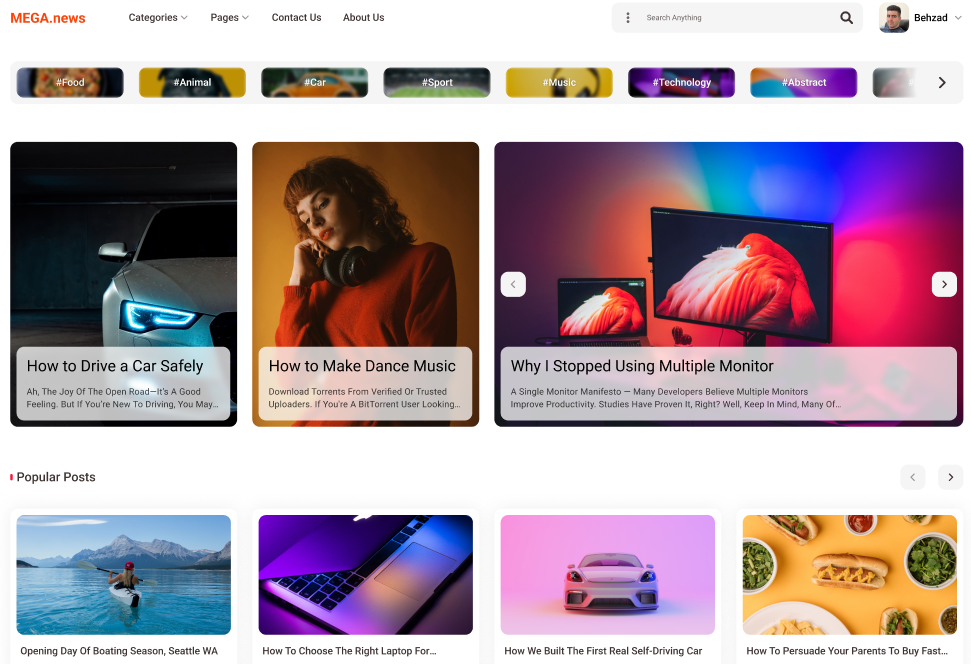 MEGA.news
Categories
Pages
Contact Us
About Us
Search Anything
Behzad
#Food
#Animal
#Car
#Sport
#Music
#Technology
#Abstract
How to Drive a Car Safely
Ah, The Joy Of The Open Road—It's A Good
Feeling. But If You're New To Driving, You May...
How to Make Dance Music
Download Torrents From Verified Or Trusted
Uploaders. If You're A BitTorrent User Looking...
Why I Stopped Using Multiple Monitor
A Single Monitor Manifesto — Many Developers Believe Multiple Monitors
Improve Productivity. Studies Have Proven It, Right? Well, Keep In Mind, Many Of...
Popular Posts
Opening Day Of Boating Season, Seattle WA
How To Choose The Right Laptop For...
How We Built The First Real Self-Driving Car
How To Persuade Your Parents To Buy Fast...